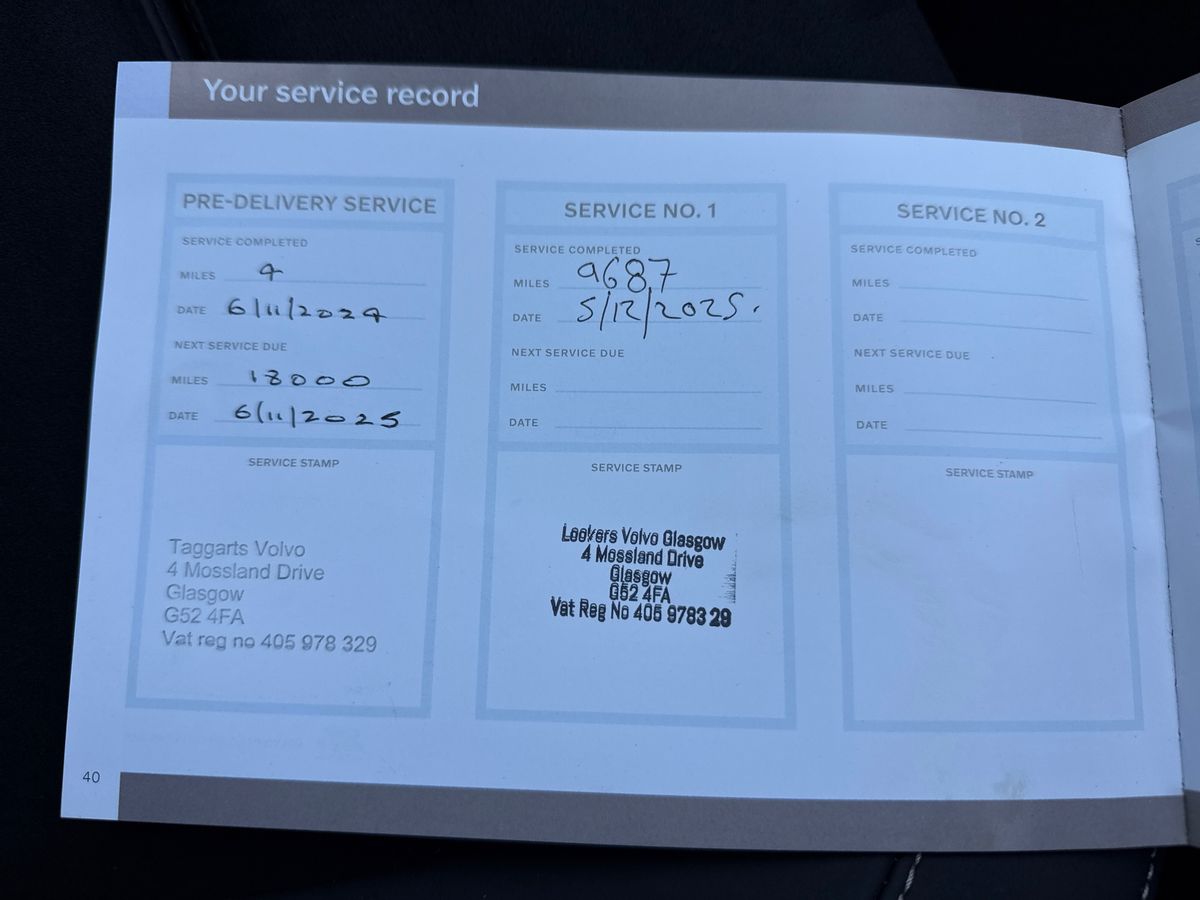 Your service record
PRE-DELIVERY SERVICE
SERVICE COMPLETED
MILES 4
DATE 6/11/2024
NEXT SERVICE DUE
MILES 18000
DATE 6/11/2025
SERVICE STAMP
Taggarts Volvo
4 Mossland Drive
Glasgow
G52 4FA
Vat reg no 405 978 329
SERVICE NO. 1
SERVICE COMPLETED
MILES 9687
DATE 5/12/2025.
NEXT SERVICE DUE
MILES
DATE
SERVICE STAMP
Lookers Volvo Glasgow
4 Mossland Drive
Glasgow
G52 4FA
Vat Reg No 405 9783 29
SERVICE NO. 2
SERVICE COMPLETED
MILES
DATE
NEXT SERVICE DUE
MILES
DATE
SERVICE STAMP
40